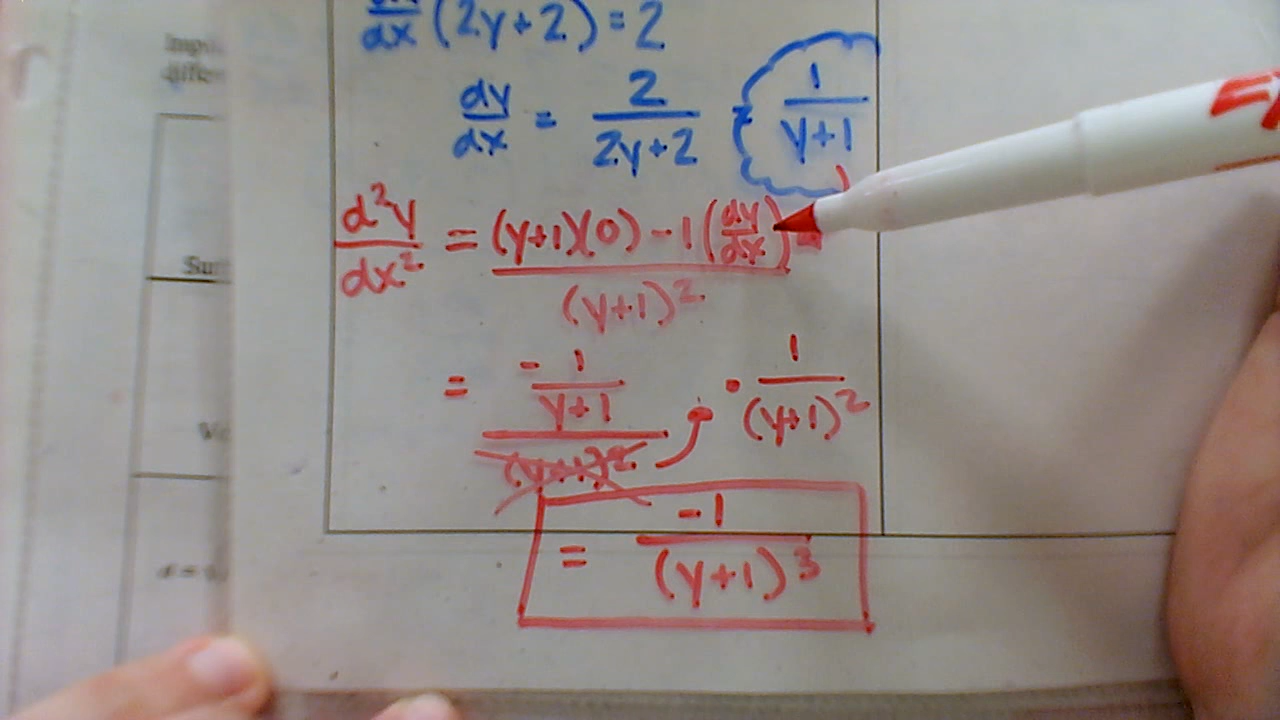 dy/dx (2y+2) = 2
dy/dx = 2/(2y+2) = 1/(y+1)
d²y/dx² = ((y+1)(0) - 1(dy/dx))/(y+1)²
= (-1/(y+1))/(y+1)² · 1/(y+1)²
= -1/(y+1)³